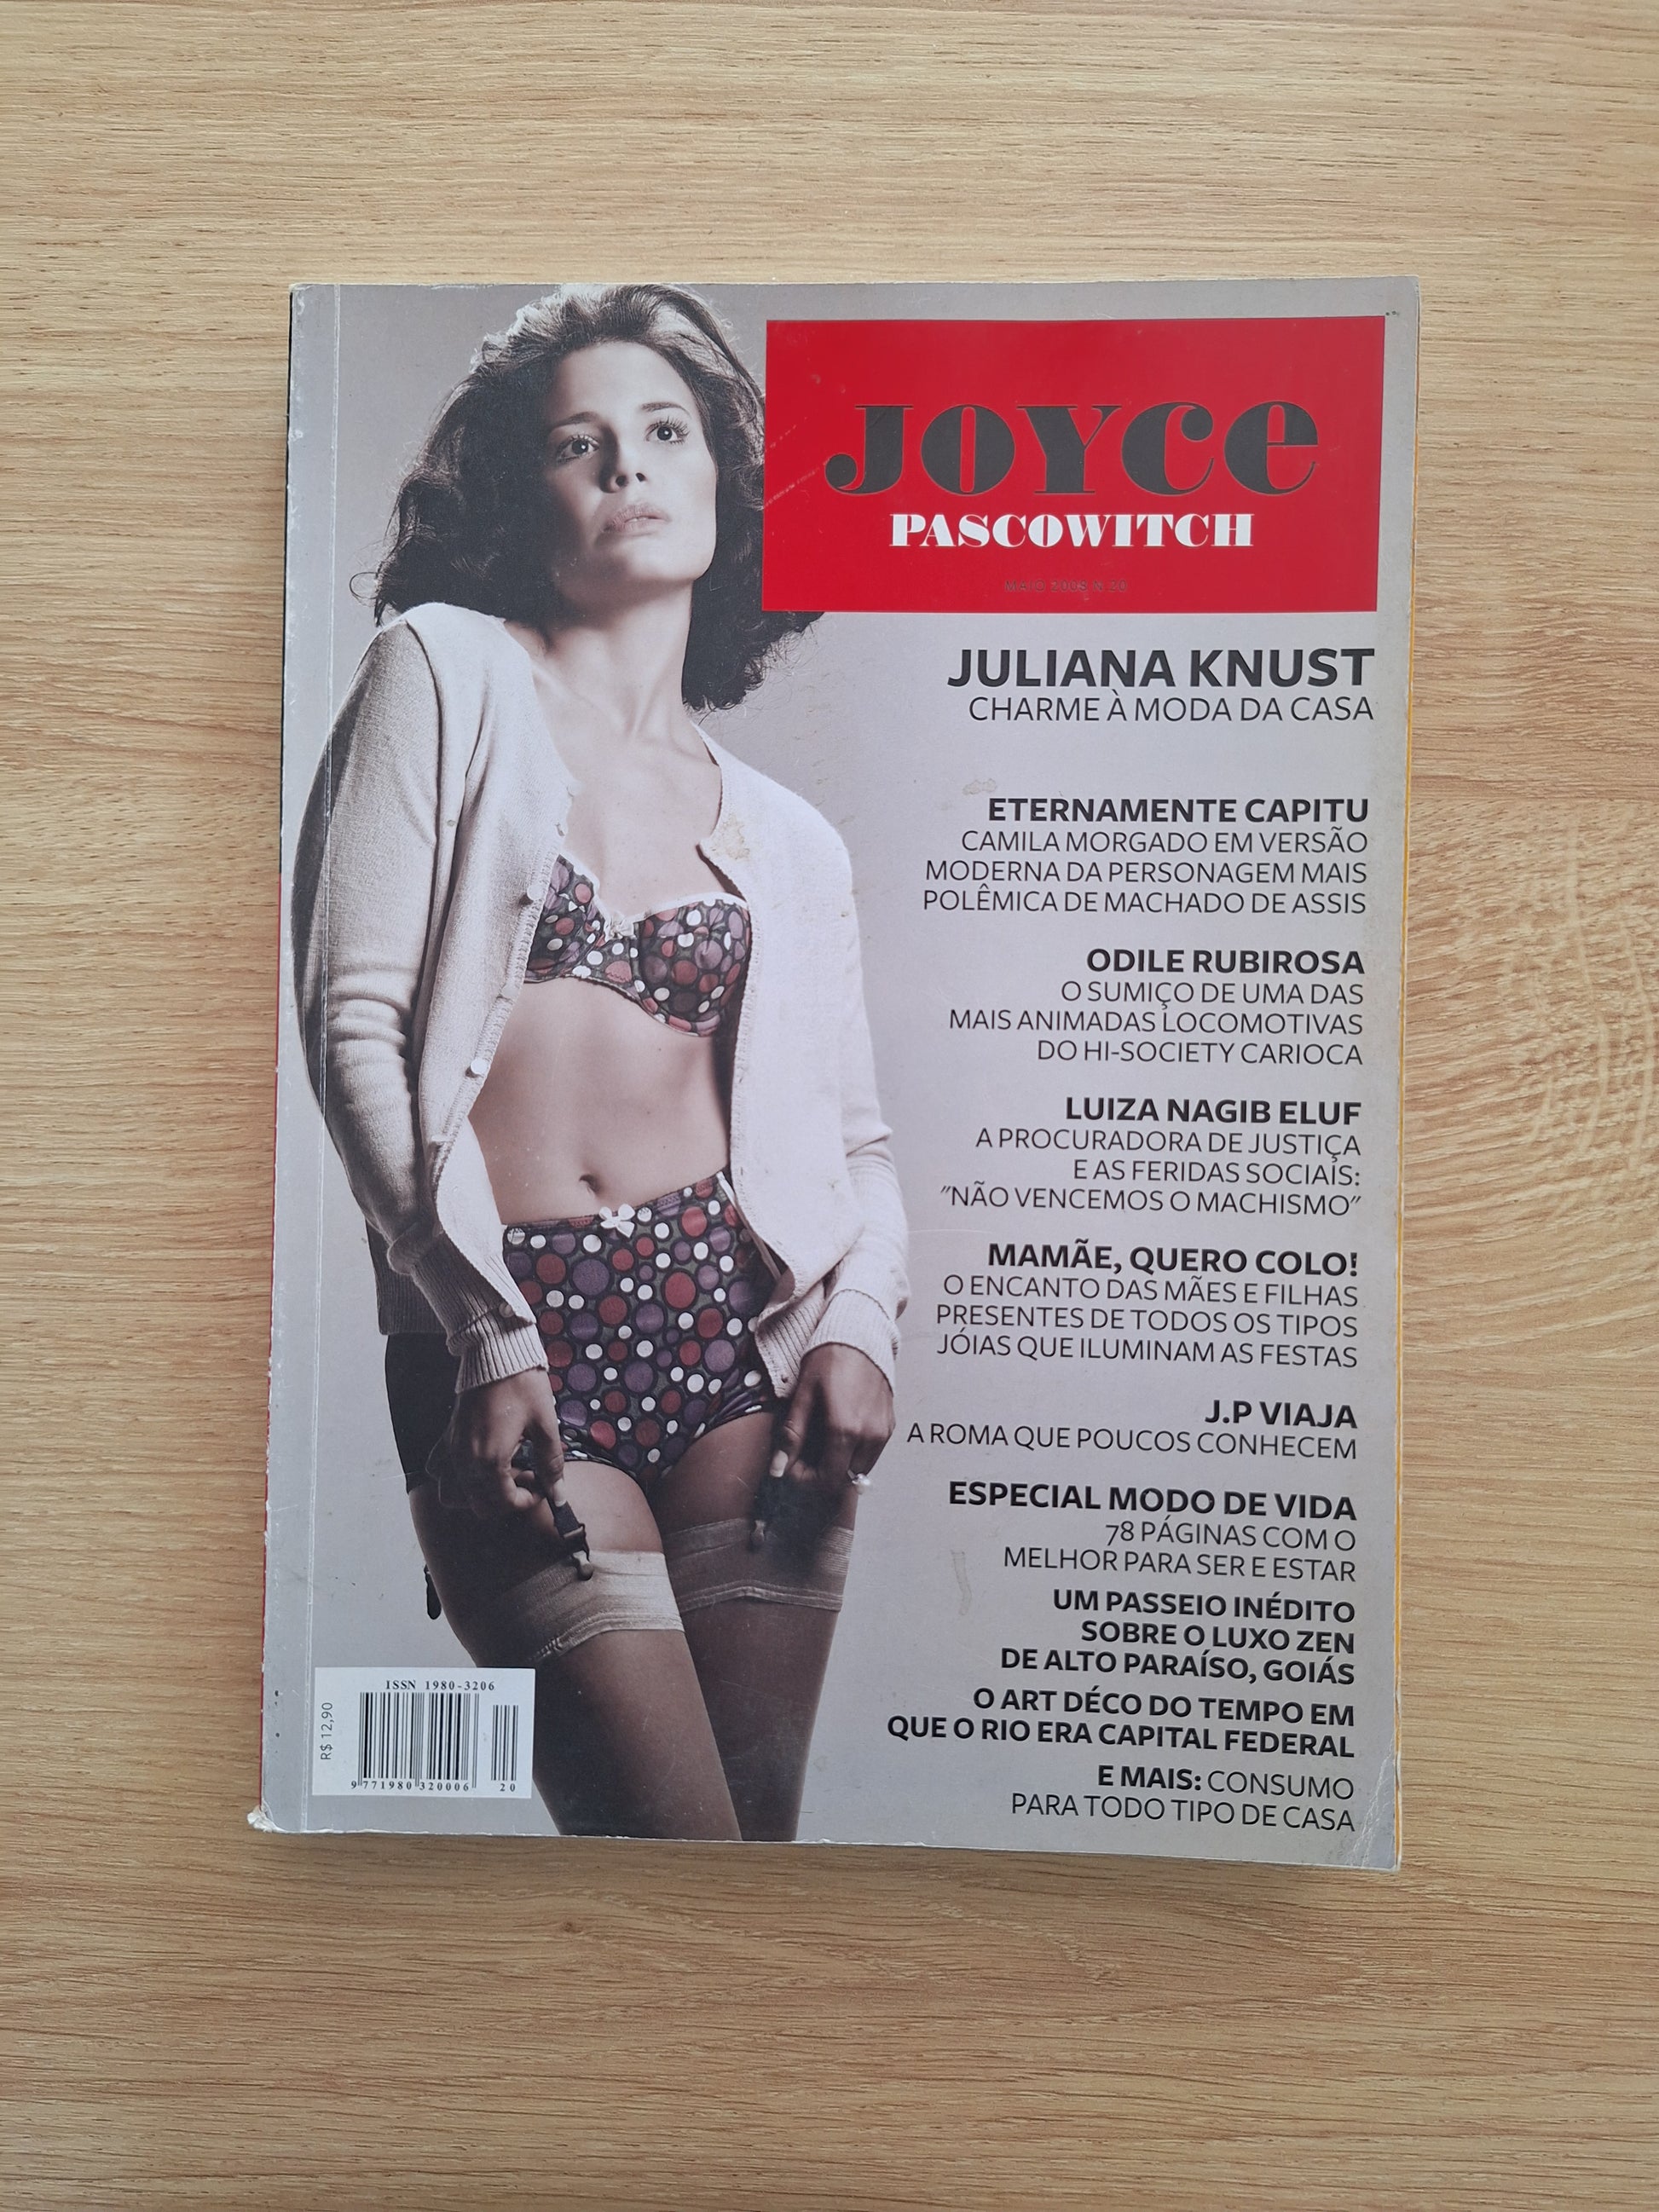 JOYCe
PASCOWITCH
MAIO 2008 N 20
JULIANA KNUST
CHARME À MODA DA CASA
ETERNAMENTE CAPITU
CAMILA MORGADO EM VERSÃO
MODERNA DA PERSONAGEM MAIS
POLÊMICA DE MACHADO DE ASSIS
ODILE RUBIROSA
O SUMIÇO DE UMA DAS
MAIS ANIMADAS LOCOMOTIVAS
DO HI-SOCIETY CARIOCA
LUIZA NAGIB ELUF
A PROCURADORA DE JUSTIÇA
E AS FERIDAS SOCIAIS:
"NÃO VENCEMOS O MACHISMO"
MAMÃE, QUERO COLO!
O ENCANTO DAS MÃES E FILHAS
PRESENTES DE TODOS OS TIPOS
JÓIAS QUE ILUMINAM AS FESTAS
J.P VIAJA
A ROMA QUE POUCOS CONHECEM
ESPECIAL MODO DE VIDA
78 PÁGINAS COM O
MELHOR PARA SER E ESTAR
UM PASSEIO INÉDITO
SOBRE O LUXO ZEN
DE ALTO PARAÍSO, GOIÁS
O ART DÉCO DO TEMPO EM
QUE O RIO ERA CAPITAL FEDERAL
E MAIS: CONSUMO
PARA TODO TIPO DE CASA
R$ 12,90
ISSN 1980-3206
9 771980 320006 20